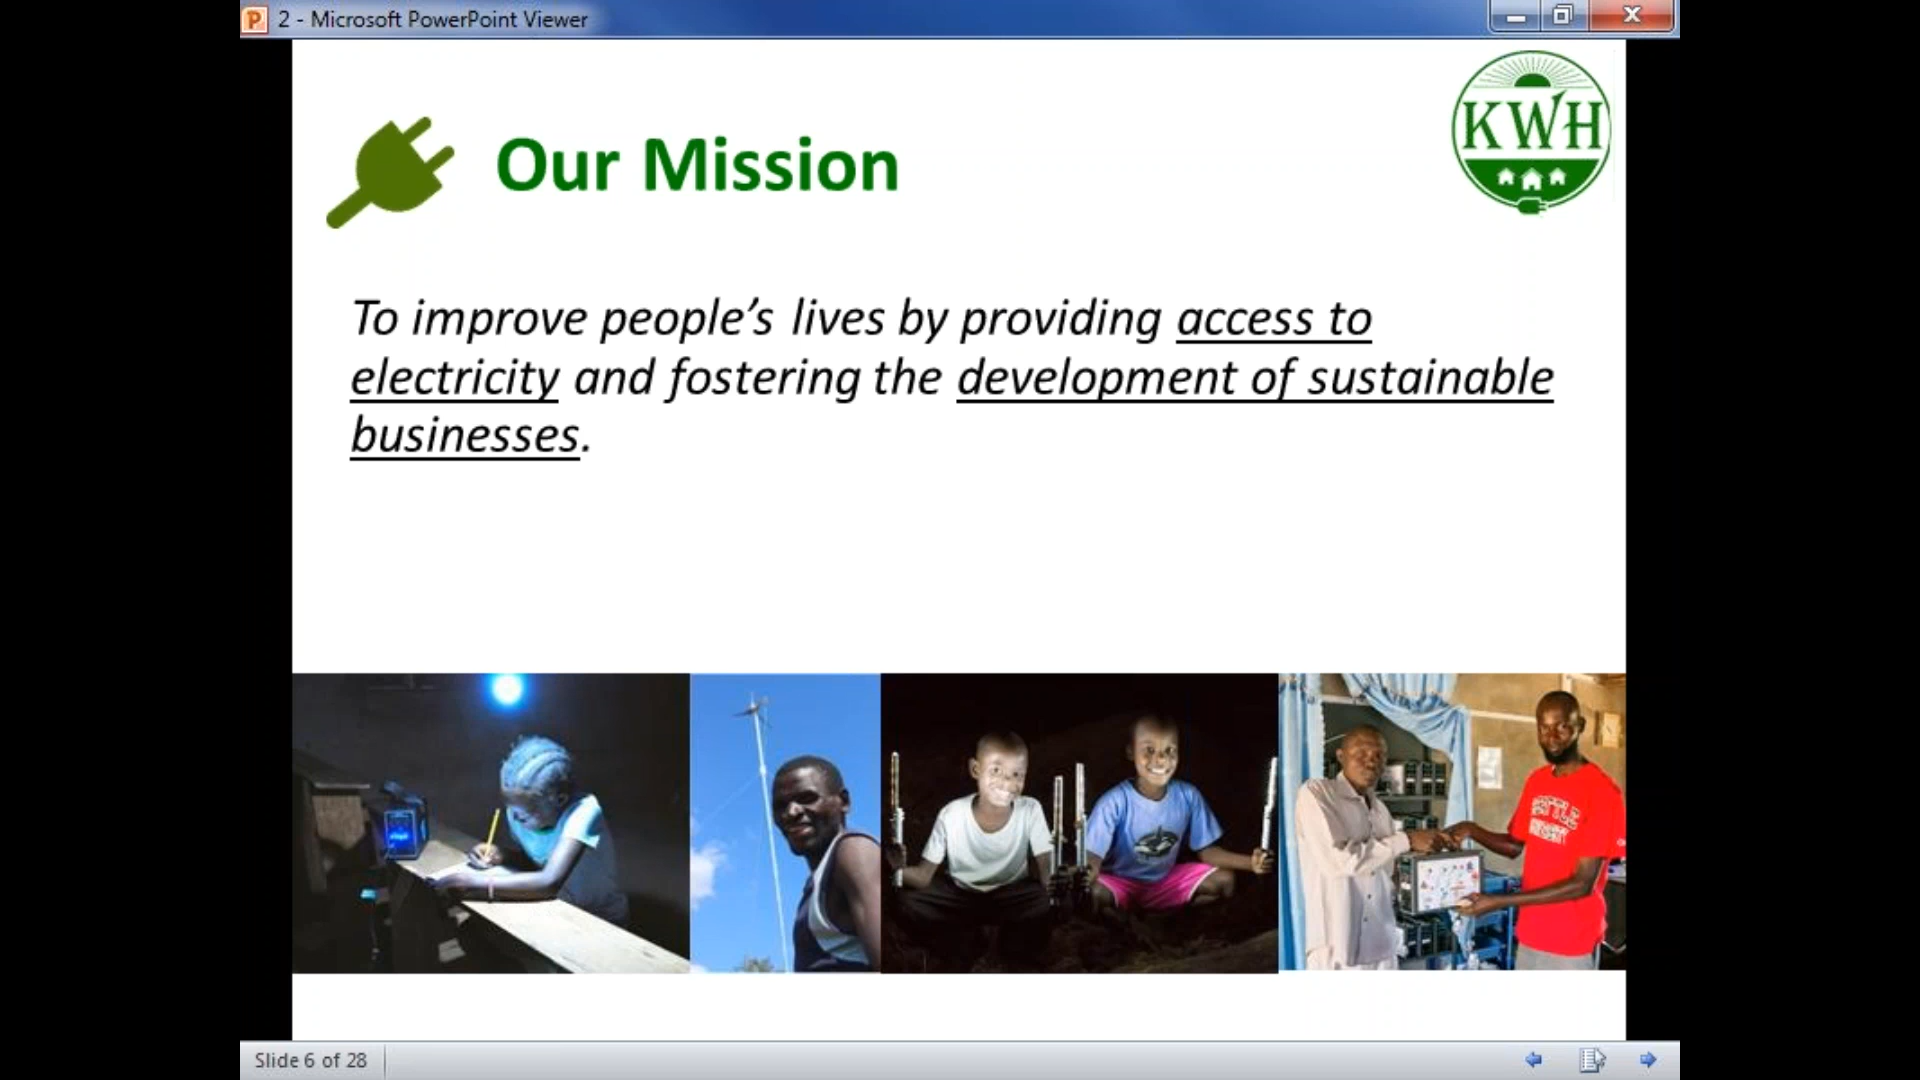 2 - Microsoft PowerPoint Viewer
KWH
Our Mission
To improve people’s lives by providing access to
electricity and fostering the development of sustainable
businesses.
Slide 6 of 28